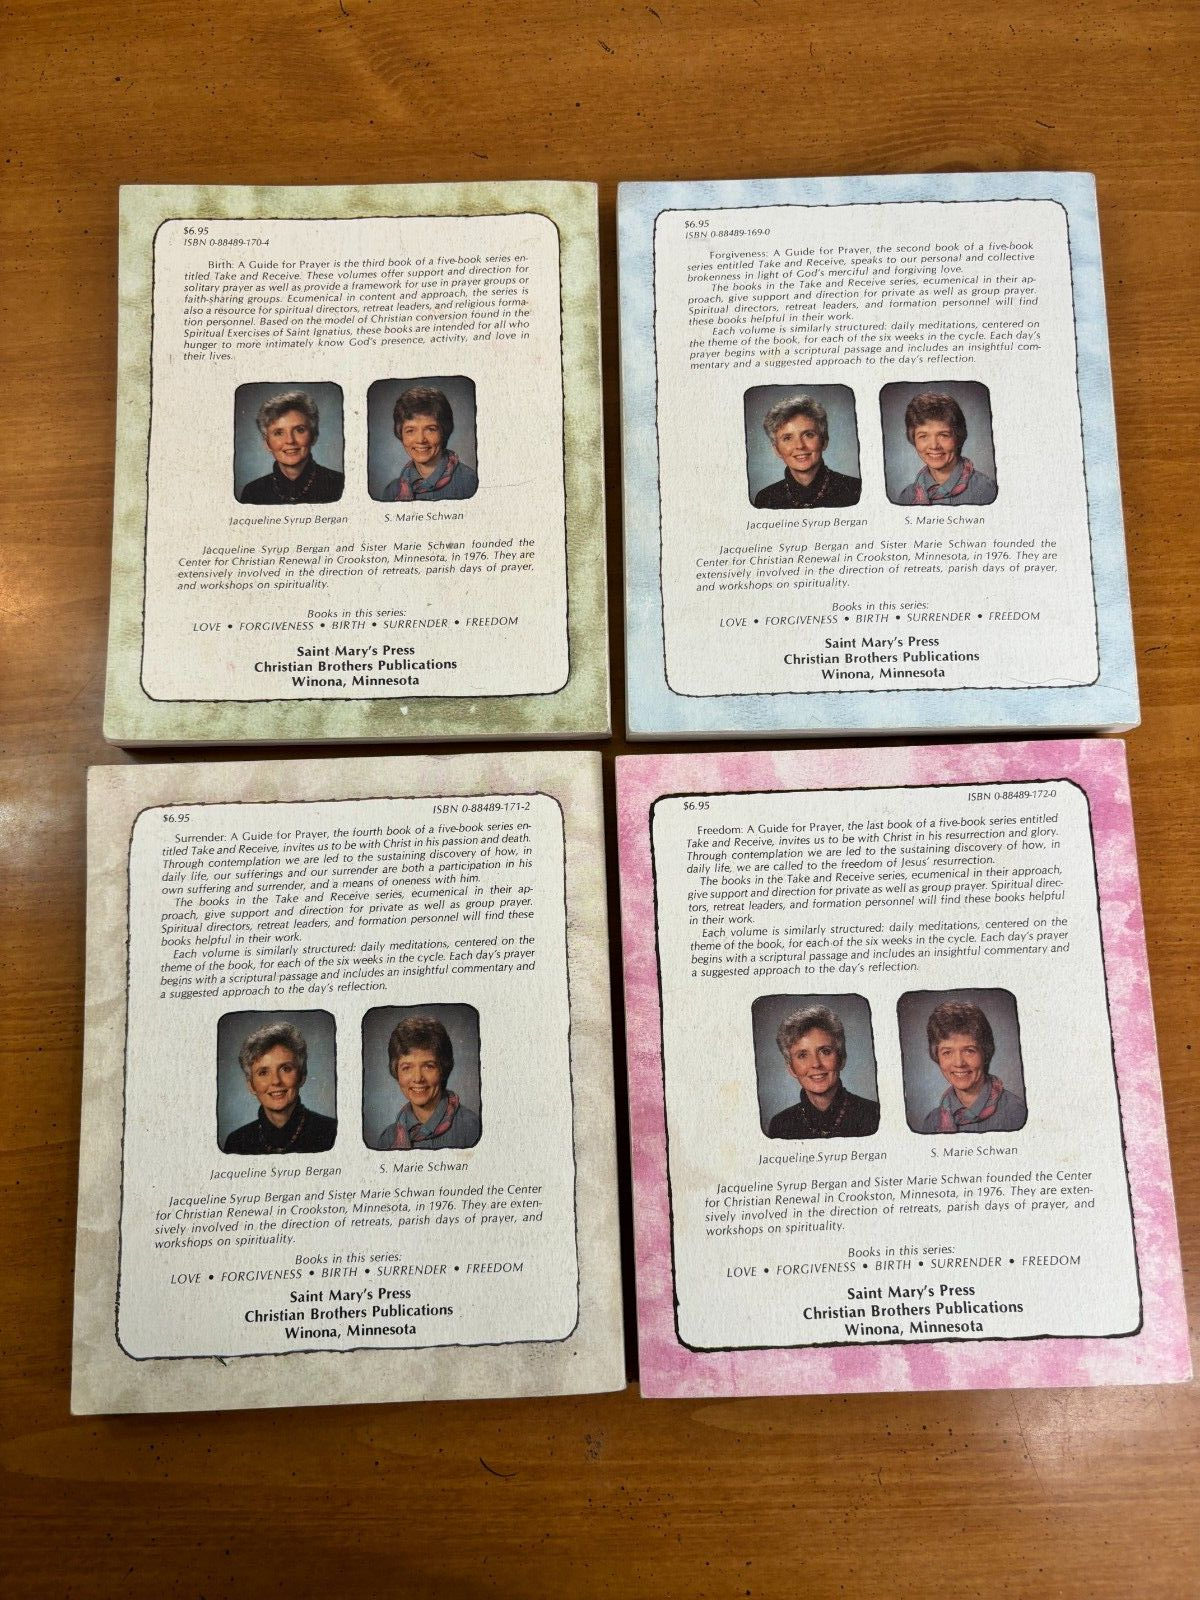 $6.95
ISBN 0-88489-170-4
Birth: A Guide for Prayer is the third book of a five-book series en-
titled Take and Receive. These volumes offer support and direction for
solitary prayer as well as provide a framework for use in prayer groups or
faith-sharing groups. Ecumenical in content and approach, the series is
also a resource for spiritual directors, retreat leaders, and religious forma-
tion personnel. Based on the model of Christian conversion found in the
Spiritual Exercises of Saint Ignatius, these books are intended for all who
hunger to more intimately know God's presence, activity, and love in
their lives.
Jacqueline Syrup Bergan
S. Marie Schwan
Jacqueline Syrup Bergan and Sister Marie Schwan founded the
Center for Christian Renewal in Crookston, Minnesota, in 1976. They are
extensively involved in the direction of retreats, parish days of prayer,
and workshops on spirituality.
Books in this series:
LOVE • FORGIVENESS • BIRTH • SURRENDER • FREEDOM
Saint Mary's Press
Christian Brothers Publications
Winona, Minnesota
$6.95
ISBN 0-88489-169-0
Forgiveness: A Guide for Prayer, the second book of a five-book
series entitled Take and Receive, speaks to our personal and collective
brokenness in light of God's merciful and forgiving love.
The books in the Take and Receive series, ecumenical in their ap-
proach, give support and direction for private as well as group prayer.
Spiritual directors, retreat leaders, and formation personnel will find
these books helpful in their work.
Each volume is similarly structured: daily meditations, centered on
the theme of the book, for each of the six weeks in the cycle. Each day's
prayer begins with a scriptural passage and includes an insightful com-
mentary and a suggested approach to the day's reflection.
Jacqueline Syrup Bergan
S. Marie Schwan
Jacqueline Syrup Bergan and Sister Marie Schwan founded the
Center for Christian Renewal in Crookston, Minnesota, in 1976. They are
extensively involved in the direction of retreats, parish days of prayer,
and workshops on spirituality.
Books in this series:
LOVE • FORGIVENESS • BIRTH • SURRENDER • FREEDOM
Saint Mary's Press
Christian Brothers Publications
Winona, Minnesota
$6.95
ISBN 0-88489-171-2
Surrender: A Guide for Prayer, the fourth book of a five-book series en-
titled Take and Receive, invites us to be with Christ in his passion and death.
Through contemplation we are led to the sustaining discovery of how, in
daily life, our sufferings and our surrender are both a participation in his
own suffering and surrender, and a means of oneness with him.
The books in the Take and Receive series, ecumenical in their ap-
proach, give support and direction for private as well as group prayer.
Spiritual directors, retreat leaders, and formation personnel will find these
books helpful in their work.
Each volume is similarly structured: daily meditations, centered on the
theme of the book, for each of the six weeks in the cycle. Each day's prayer
begins with a scriptural passage and includes an insightful commentary and
a suggested approach to the day's reflection.
Jacqueline Syrup Bergan
S. Marie Schwan
Jacqueline Syrup Bergan and Sister Marie Schwan founded the Center
for Christian Renewal in Crookston, Minnesota, in 1976. They are exten-
sively involved in the direction of retreats, parish days of prayer, and
workshops on spirituality.
Books in this series:
LOVE • FORGIVENESS • BIRTH • SURRENDER • FREEDOM
Saint Mary's Press
Christian Brothers Publications
Winona, Minnesota
$6.95
ISBN 0-88489-172-0
Freedom: A Guide for Prayer, the last book of a five-book series entitled
Take and Receive, invites us to be with Christ in his resurrection and glory.
Through contemplation we are led to the sustaining discovery of how, in
daily life, we are called to the freedom of Jesus' resurrection.
The books in the Take and Receive series, ecumenical in their approach,
give support and direction for private as well as group prayer. Spiritual direc-
tors, retreat leaders, and formation personnel will find these books helpful
in their work.
Each volume is similarly structured: daily meditations, centered on the
theme of the book, for each of the six weeks in the cycle. Each day's prayer
begins with a scriptural passage and includes an insightful commentary and
a suggested approach to the day's reflection.
Jacqueline Syrup Bergan
S. Marie Schwan
Jacqueline Syrup Bergan and Sister Marie Schwan founded the Center
for Christian Renewal in Crookston, Minnesota, in 1976. They are exten-
sively involved in the direction of retreats, parish days of prayer, and
workshops on spirituality.
Books in this series:
LOVE • FORGIVENESS • BIRTH • SURRENDER • FREEDOM
Saint Mary's Press
Christian Brothers Publications
Winona, Minnesota